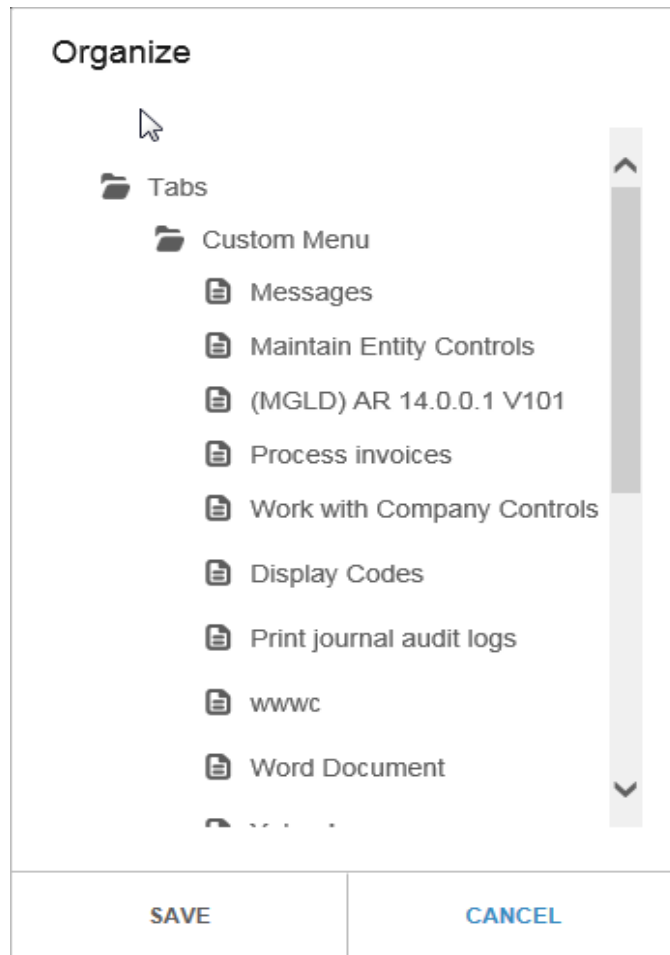 Organize
Tabs
Custom Menu
Messages
Maintain Entity Controls
(MGLD) AR 14.0.0.1 V101
Process invoices
Work with Company Controls
Display Codes
Print journal audit logs
wwwc
Word Document
SAVE
CANCEL